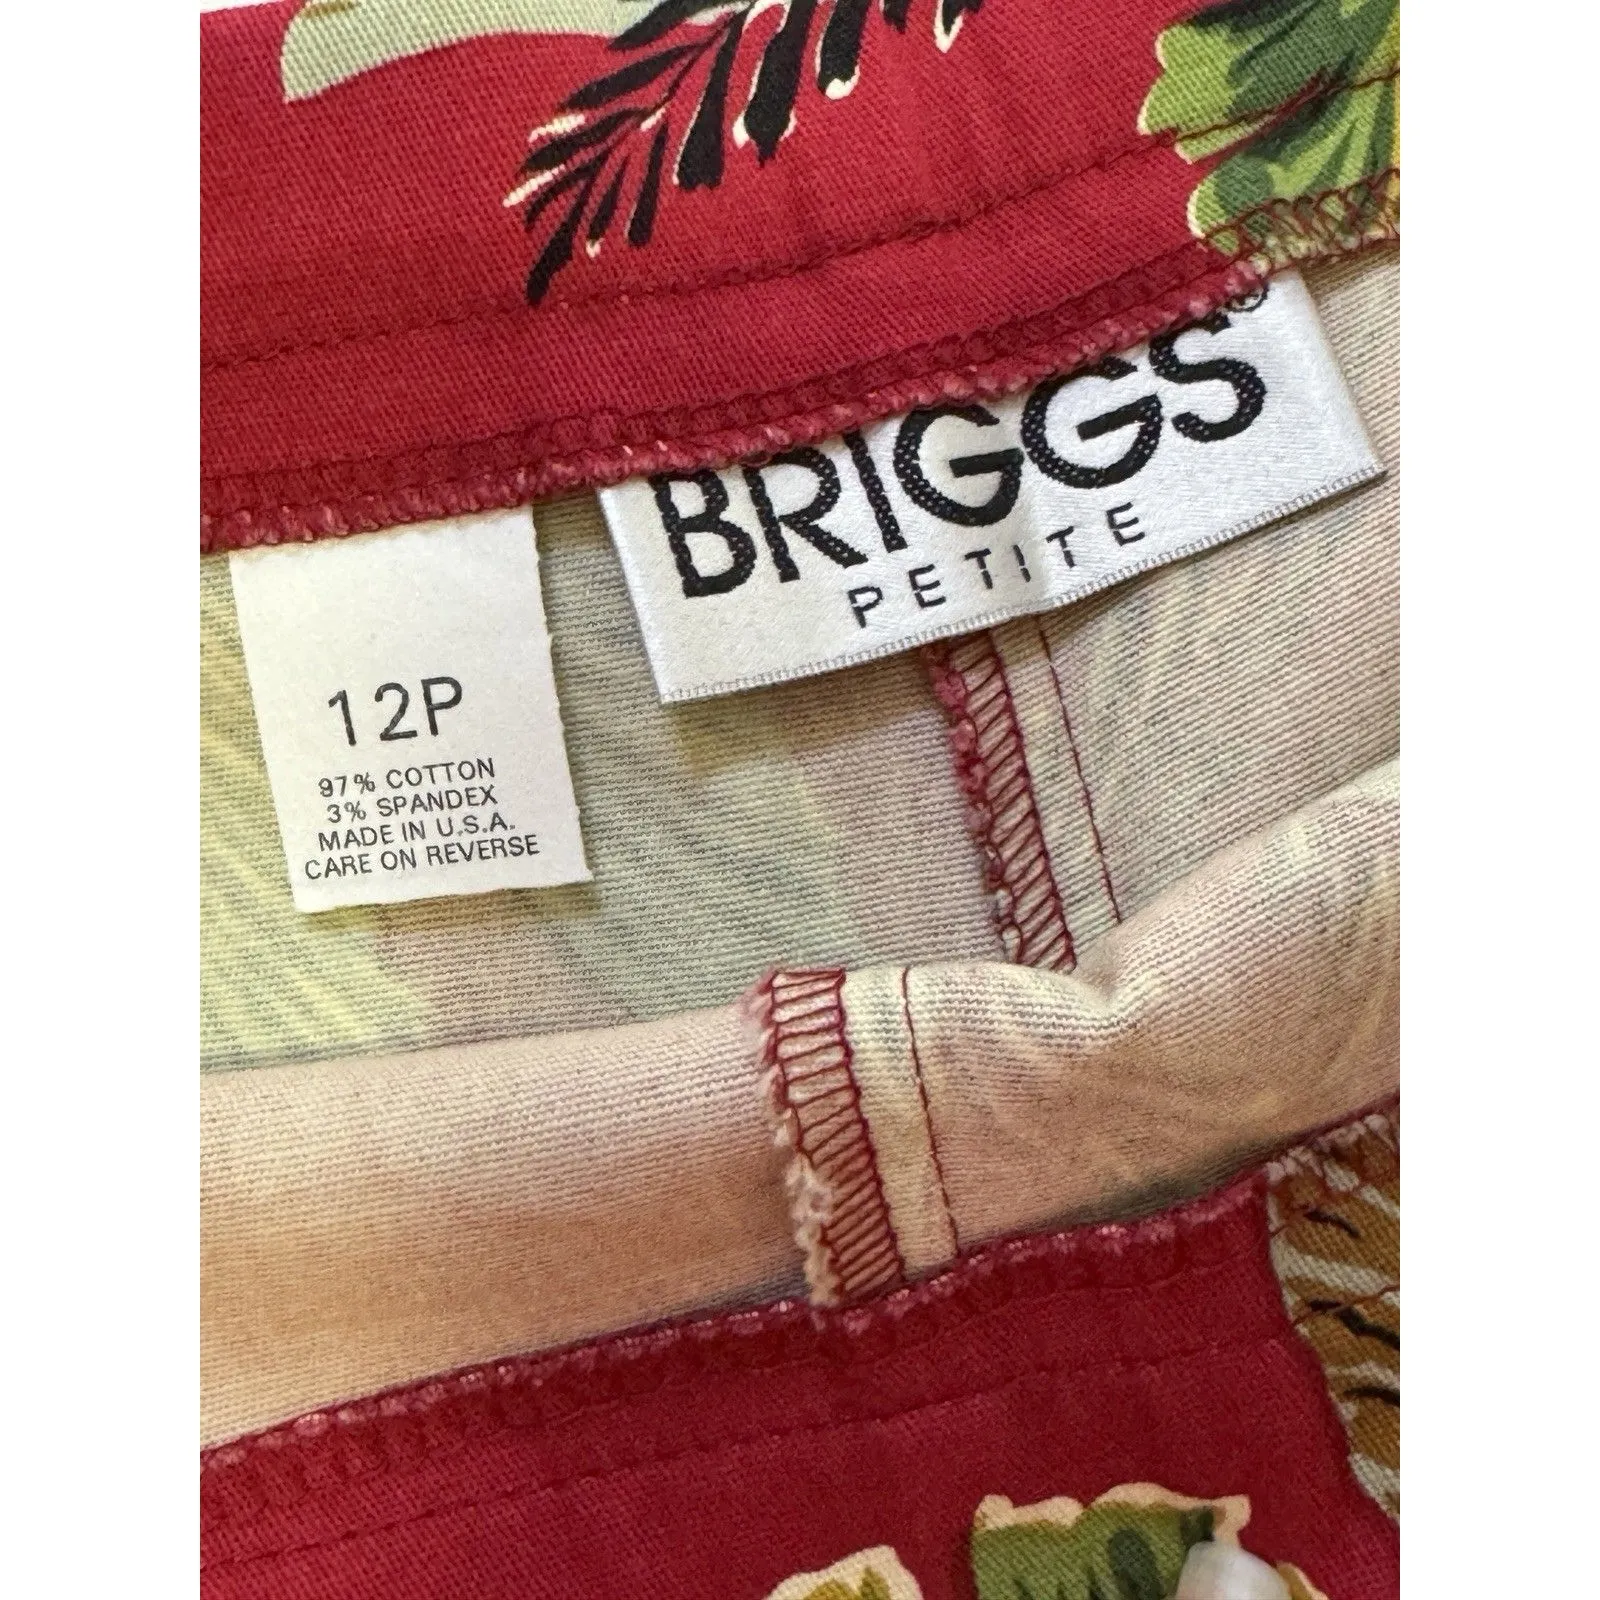 BRIGGS®
PETITE
12P
97% COTTON
3% SPANDEX
MADE IN U.S.A.
CARE ON REVERSE